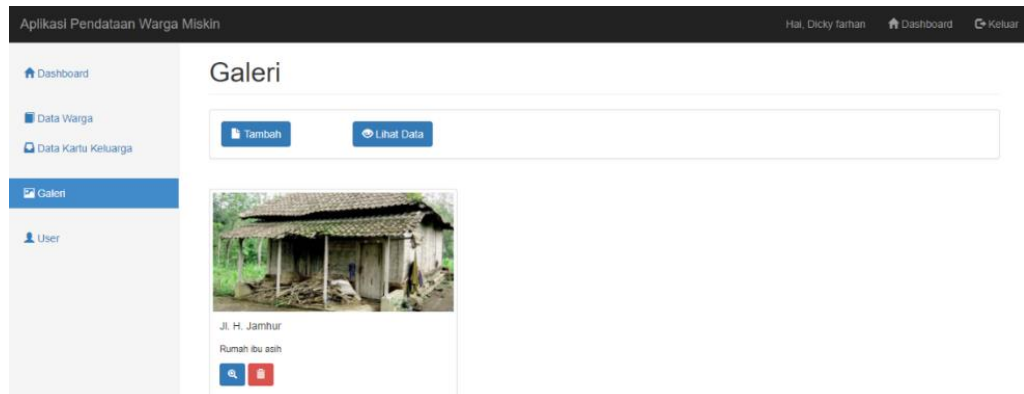 Aplikasi Pendataan Warga Miskin
Hai, Dicky farhan Dashboard Keluar
Dashboard
Data Warga
Data Kartu Keluarga
Galeri
User
Galeri
Tambah Lihat Data
Jl. H. Jamhur
Rumah ibu asih